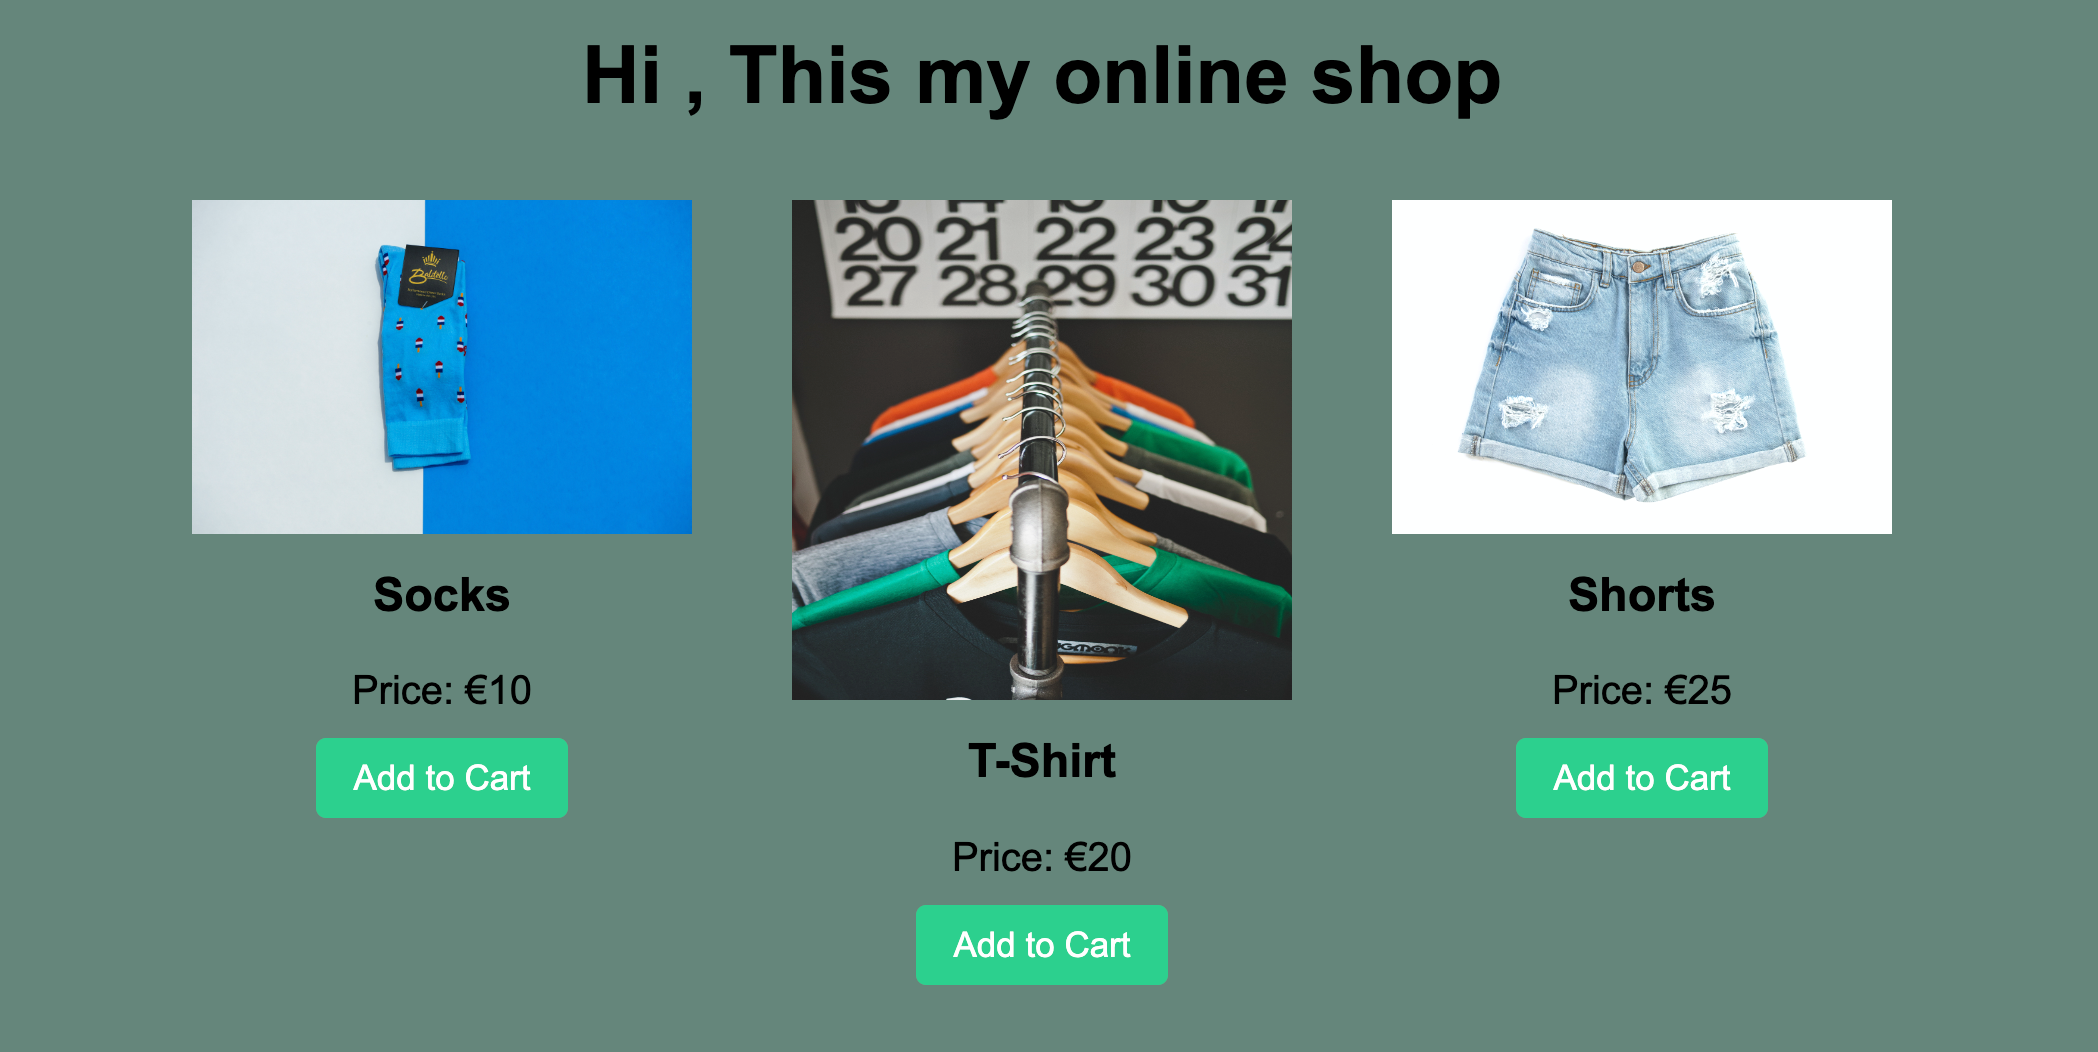 Hi , This my online shop
20 21 22 23 24
27 28 29 30 31
Socks
Price: €10
Add to Cart
T-Shirt
Price: €20
Add to Cart
Shorts
Price: €25
Add to Cart